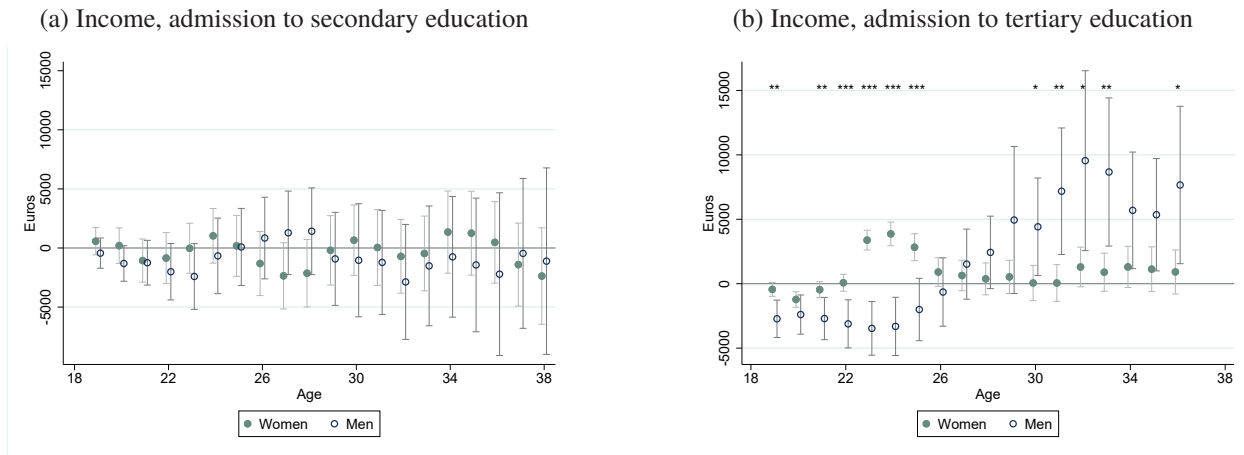 (a) Income, admission to secondary education
(b) Income, admission to tertiary education
15000
10000
5000
0
-5000
Euros
18 22 26 30 34 38
Age
Women Men
15000
10000
5000
0
-5000
Euros
** ** *** *** *** *** * ** * ** *
18 22 26 30 34 38
Age
Women Men